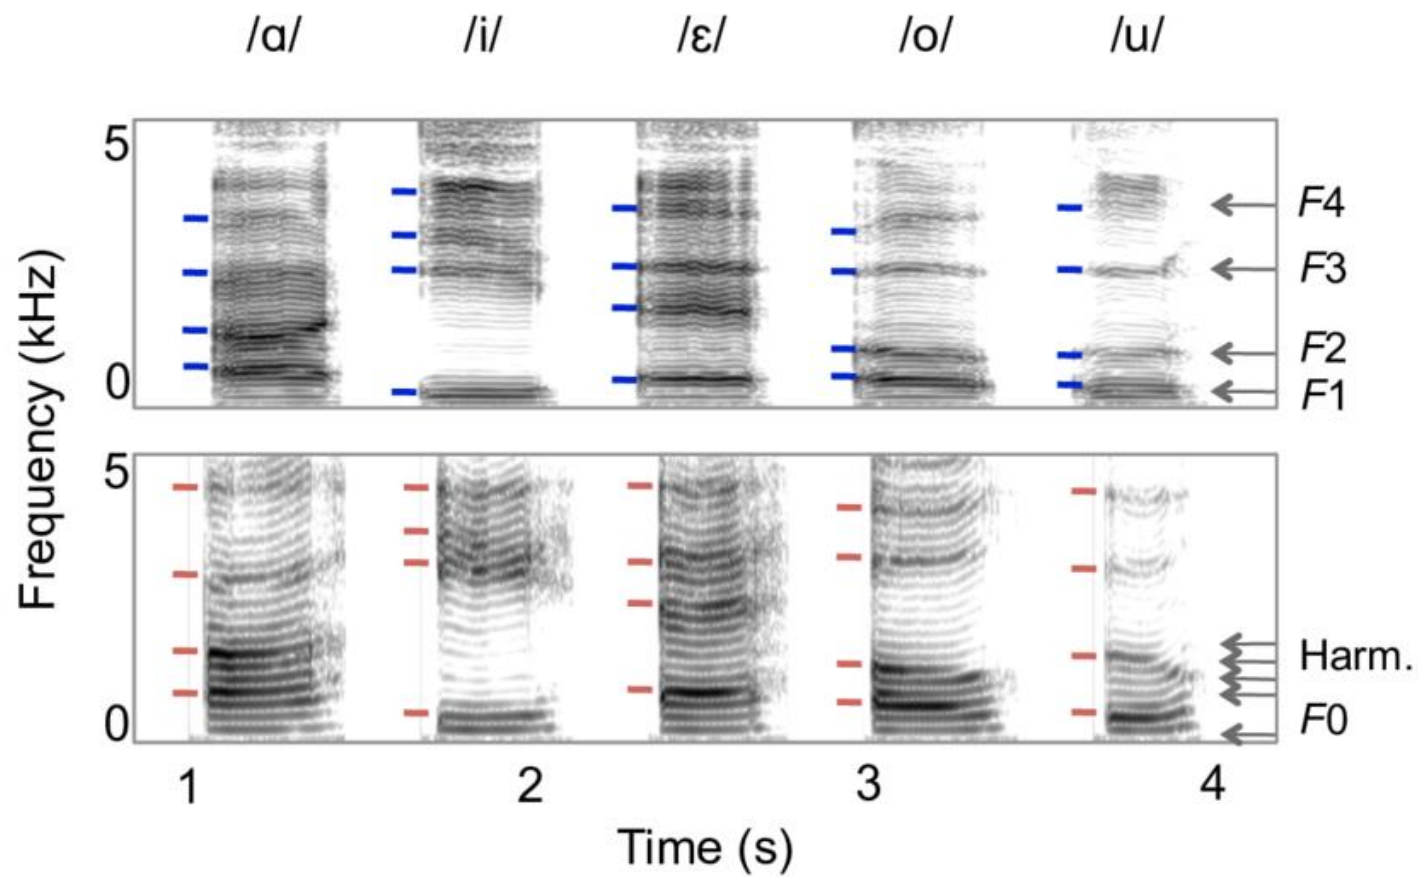 /ɑ/ /i/ /ɛ/ /o/ /u/
5
0
F4
F3
F2
F1
Frequency (kHz)
5
0
Harm.
F0
1 2 3 4
Time (s)